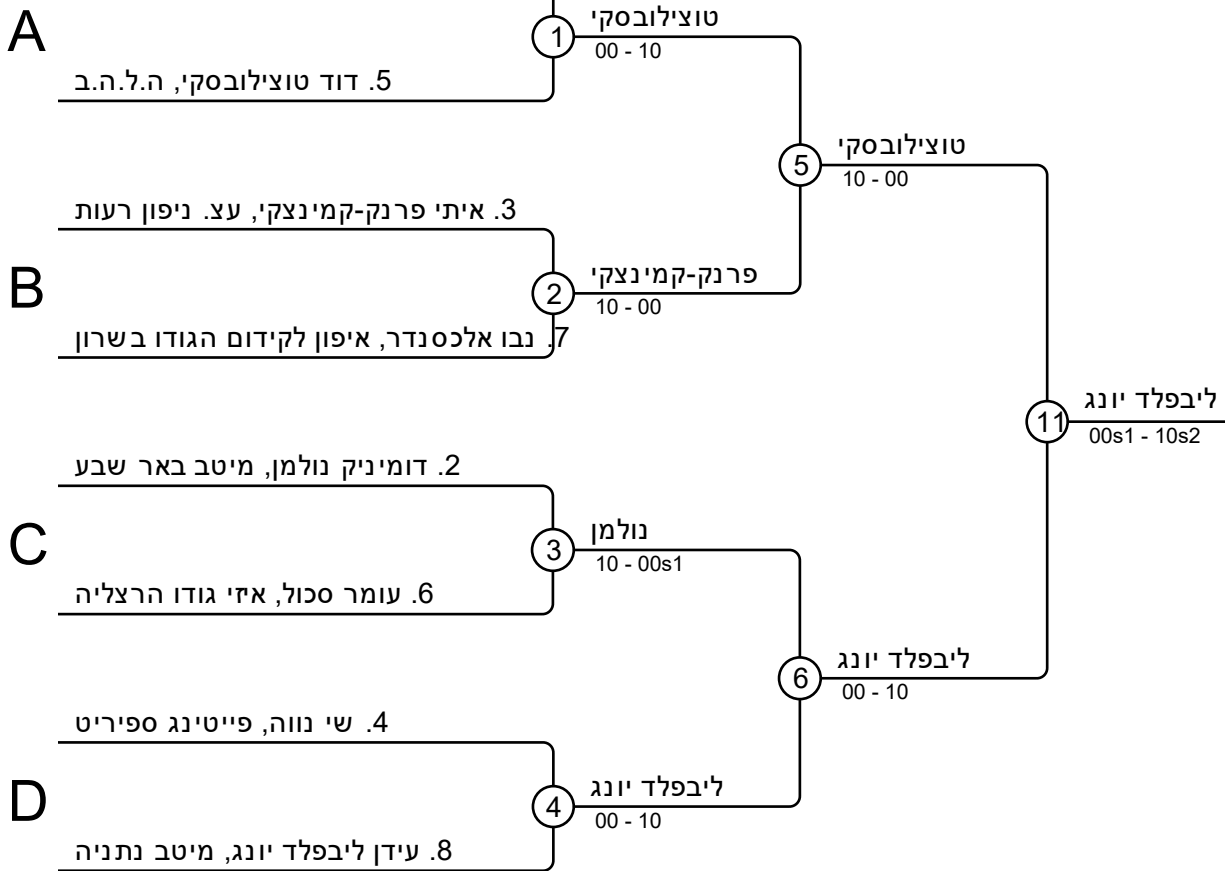 A
1
טוצילובסקי
00 - 10
5. דוד טוצילובסקי, ה.ל.ה.ב
5
טוצילובסקי
10 - 00
3. איתי פרנק-קמינצקי, עצ. ניפון רעות
B
2
פרנק-קמינצקי
10 - 00
7. נבו אלכסנדר, איפון לקידום הגודו בשרון
11
ליבפלד יונג
00s1 - 10s2
2. דומיניק נולמן, מיטב באר שבע
C
3
נולמן
10 - 00s1
6. עומר סכול, איזי גודו הרצליה
6
ליבפלד יונג
00 - 10
4. שי נווה, פייטינג ספיריט
D
4
ליבפלד יונג
00 - 10
8. עידן ליבפלד יונג, מיטב נתניה